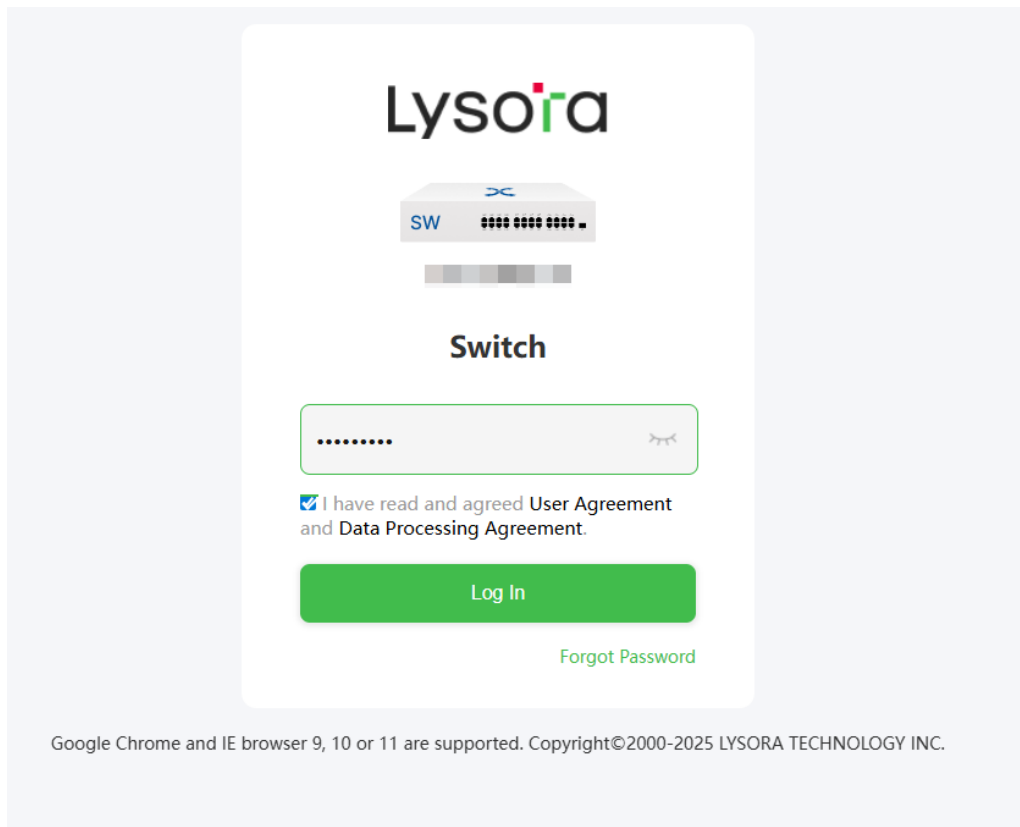 Lysora
SW
Switch
•••••••••
I have read and agreed User Agreement
and Data Processing Agreement.
Log In
Forgot Password
Google Chrome and IE browser 9, 10 or 11 are supported. Copyright©2000-2025 LYSORA TECHNOLOGY INC.